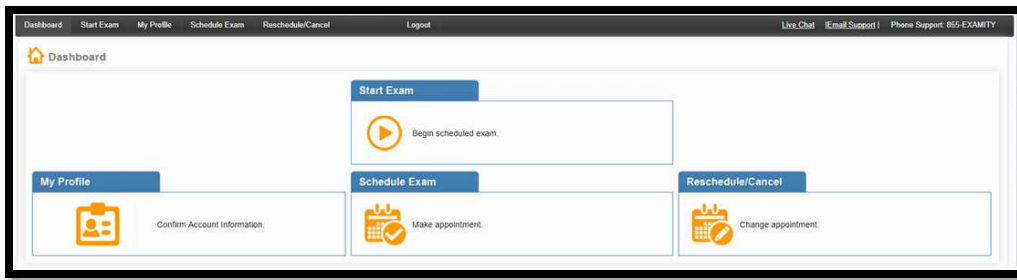 Dashboard Start Exam My Profile Schedule Exam Reschedule/Cancel Logout Live Chat |Email Support| Phone Support: 855-EXAMITY
Dashboard
Start Exam
Begin scheduled exam.
My Profile
Confirm Account Information.
Schedule Exam
Make appointment.
Reschedule/Cancel
Change appointment.